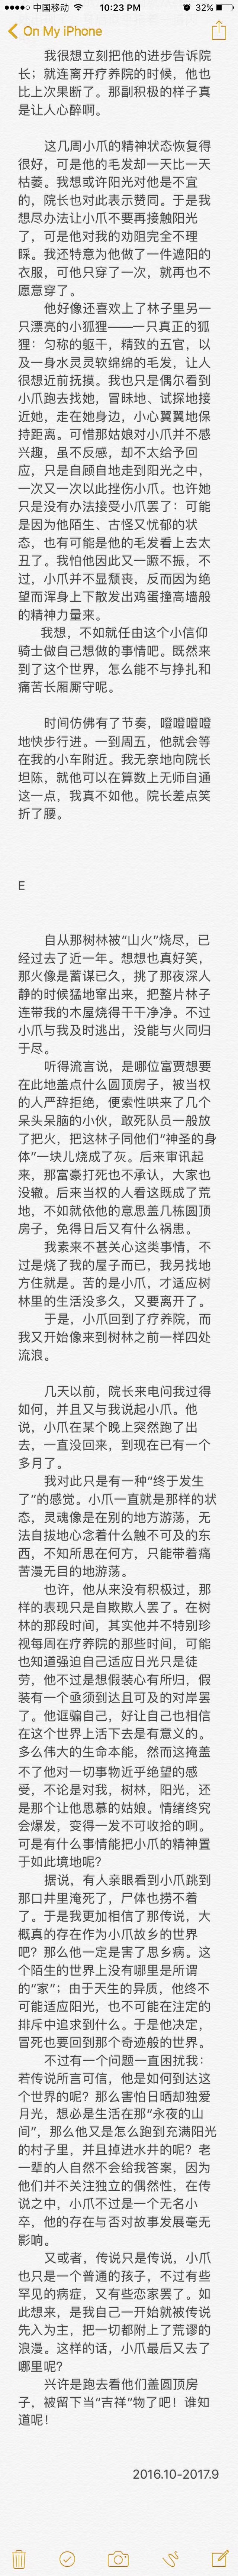 中国移动
10:23 PM
32%
On My iPhone
我很想立刻把他的进步告诉院
长；就连离开疗养院的时候，他也
比上次果断了。那副积极的样子真
是让人心醉啊。
这几周小爪的精神状态恢复得
很好，可是他的毛发却一天比一天
枯萎。我想或许阳光对他是不宜
的，院长也对此表示赞同。于是我
想尽办法让小爪不要再接触阳光
了，可是他对我的劝阻完全不理
睬。我还特意为他做了一件遮阳的
衣服，可他只穿了一次，就再也不
愿意穿了。
他好像还喜欢上了林子里另一
只漂亮的小狐狸——一只真正的狐
狸：匀称的躯干，精致的五官，以
及一身水灵灵软绵绵的毛发，让人
很想近前抚摸。我也只是偶尔看到
小爪跑去找她，冒昧地、试探地接
近她，走在她身边，小心翼翼地保
持距离。可惜那姑娘对小爪并不感
兴趣，虽不反感，却不太给予回
应，只是自顾自地走到阳光之中，
一次又一次以此挫伤小爪。也许她
只是没有办法接受小爪罢了：可能
是因为他陌生、古怪又忧郁的状
态，也有可能是他的毛发看上去太
丑了。我怕他因此又一蹶不振，不
过，小爪并不显颓丧，反而因为绝
望而浑身上下散发出鸡蛋撞高墙般
的精神力量来。
我想，不如就任由这个小信仰
骑士做自己想做的事情吧。既然来
到了这个世界，怎么能不与挣扎和
痛苦长厢厮守呢。
时间仿佛有了节奏，噔噔噔噔
地快步行进。一到周五，他就会等
在我的小车附近。我无奈地向院长
坦陈，就他可以在算数上无师自通
这一点，我真不如他。院长差点笑
折了腰。
E
自从那树林被“山火”烧尽，已
经过去了近一年。想想也真好笑，
那火像是蓄谋已久，挑了那夜深人
静的时候猛地窜出来，把整片林子
连带我的木屋烧得干干净净。不过
小爪与我及时逃出，没能与火同归
于尽。
听得流言说，是哪位富贾想要
在此地盖点什么圆顶房子，被当权
的人严辞拒绝，便索性哄来了几个
呆头呆脑的小伙，敢死队员一般放
了把火，把这林子同他们“神圣的身
体”一块儿烧成了灰。后来审讯起
来，那富豪打死也不承认，大家也
没辙。后来当权的人看这既成了荒
地，不如就依他的意思盖几栋圆顶
房子，免得日后又有什么祸患。
我素来不甚关心这类事情，不
过是烧了我的屋子而已，我另找地
方住就是。苦的是小爪，才适应树
林里的生活没多久，又要离开了。
于是，小爪回到了疗养院，而
我又开始像来到树林之前一样四处
流浪。
几天以前，院长来电问我过得
如何，并且又与我说起小爪。他
说，小爪在某个晚上突然跑了出
去，一直没回来，到现在已有一个
多月了。
我对此只是有一种“终于发生
了”的感觉。小爪一直就是那样的状
态，灵魂像是在别的地方游荡，无
法自拔地心念着什么触不可及的东
西，不知所思在何方，只能带着痛
苦漫无目的地游荡。
也许，他从来没有积极过，那
样的表现只是自欺欺人罢了。在树
林的那段时间，其实他并不特别珍
视每周在疗养院的那些时间，可能
也知道强迫自己适应日光只是徒
劳，他不过是想假装心有所归，假
装有一个亟须到达且可及的对岸罢
了。他诓骗自己，好让自己也相信
在这个世界上活下去是有意义的。
多么伟大的生命本能，然而这掩盖
不了他对一切事物近乎绝望的感
受，不论是对我，树林，阳光，还
是那个让他思慕的姑娘。情绪终究
会爆发，变得一发不可收拾的啊。
可是有什么事情能把小爪的精神置
于如此境地呢？
据说，有人亲眼看到小爪跳到
那口井里淹死了，尸体也捞不着
了。于是我更加相信了那传说，大
概真的存在作为小爪故乡的世界
吧？那么他一定是害了思乡病。这
个陌生的世界上没有哪里是所谓
的“家”；由于天生的异质，他终不
可能适应阳光，也不可能在注定的
排斥中追求到什么。于是他决定，
冒死也要回到那个奇迹般的世界。
不过有一个问题一直困扰我：
若传说所言可信，他是如何到达这
个世界的呢？那么害怕日晒却独爱
月光，想必是生活在那“永夜的山
间”，那么他又是怎么跑到充满阳光
的村子里，并且掉进水井的呢？老
一辈的人自然不会给我答案，因为
他们并不关注独立的偶然性，在传
说之中，小爪不过是一个无名小
卒，他的存在与否对故事发展毫无
影响。
又或者，传说只是传说，小爪
也只是一个普通的孩子，不过有些
罕见的病症，又有些恋家罢了。如
此想来，是我自己一开始就被传说
先入为主，把一切都附上了荒谬的
浪漫。这样的话，小爪最后又去了
哪里呢？
兴许是跑去看他们盖圆顶房
子，被留下当“吉祥”物了吧！谁知
道呢！
2016.10-2017.9